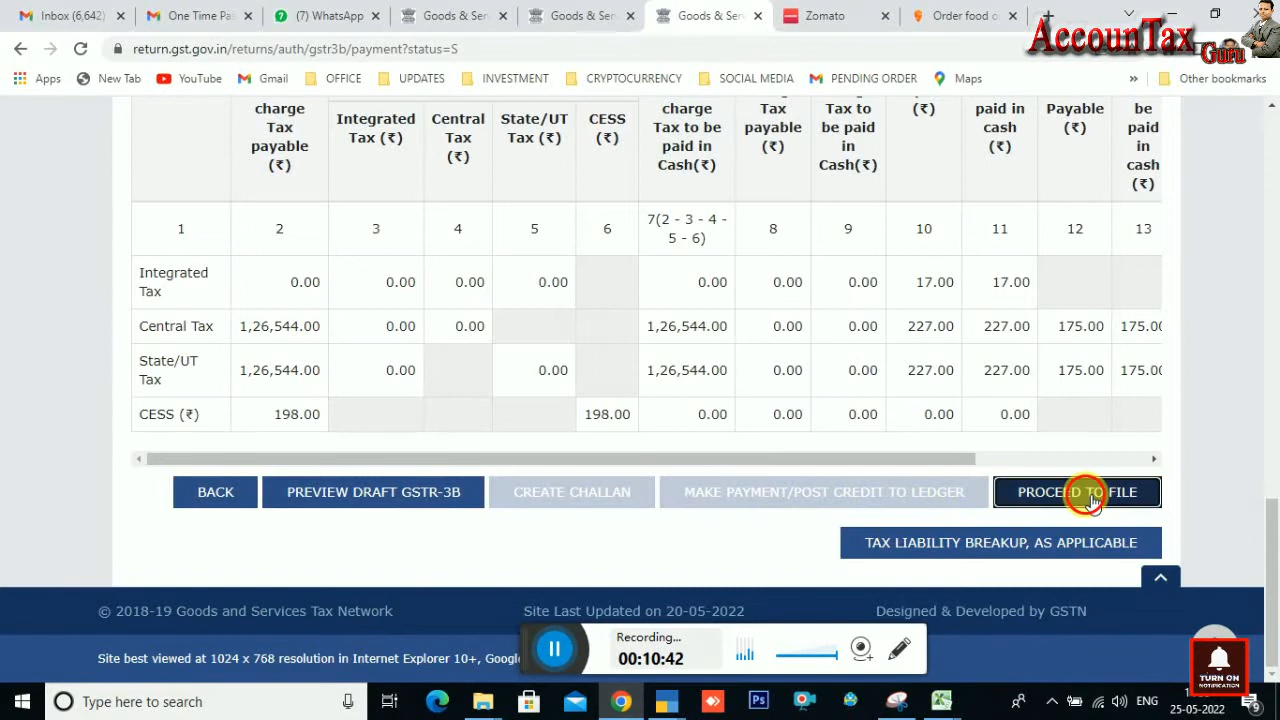 Inbox (6,642)
One Time P
(7) WhatsApp
Goods & Ser
Goods & Ser
Goods & Serv
Zomato
Order food
return.gst.gov.in/returns/auth/gstr3b/payment?status=S
AccounTax
Guru
Apps
New Tab
YouTube
Gmail
OFFICE
UPDATES
INVESTMENT
CRYPTOCURRENCY
SOCIAL MEDIA
PENDING ORDER
Maps
»
Other bookmarks
charge Tax payable (₹)
Integrated Tax (₹)
Central Tax (₹)
State/UT Tax (₹)
CESS (₹)
charge Tax to be paid in Cash(₹)
Tax payable (₹)
Tax to be paid in Cash(₹)
(₹)
paid in cash (₹)
Payable (₹)
be paid in cash (₹)
1 2 3 4 5 6 7(2 - 3 - 4 - 5 - 6) 8 9 10 11 12 13
Integrated Tax 0.00 0.00 0.00 0.00 0.00 0.00 0.00 17.00 17.00
Central Tax 1,26,544.00 0.00 0.00 1,26,544.00 0.00 0.00 227.00 227.00 175.00 175.00
State/UT Tax 1,26,544.00 0.00 0.00 1,26,544.00 0.00 0.00 227.00 227.00 175.00 175.00
CESS (₹) 198.00 198.00 0.00 0.00 0.00 0.00 0.00
BACK
PREVIEW DRAFT GSTR-3B
CREATE CHALLAN
MAKE PAYMENT/POST CREDIT TO LEDGER
PROCEED TO FILE
TAX LIABILITY BREAKUP, AS APPLICABLE
© 2018-19 Goods and Services Tax Network
Site Last Updated on 20-05-2022
Designed & Developed by GSTN
Site best viewed at 1024 x 768 resolution in Internet Explorer 10+, Google
Recording...
00:10:42
TURN ON
NOTIFICATION
Type here to search
ENG
25-05-2022